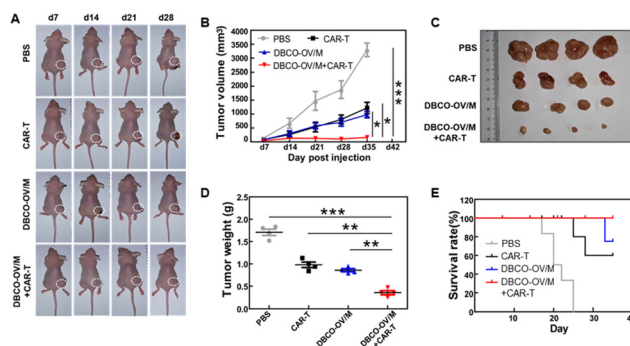 A
d7 d14 d21 d28
PBS
CAR-T
DBCO-OV/M
DBCO-OV/M
+CAR-T
B
Tumor volume (mm³)
4000
3500
3000
2500
2000
1500
1000
500
0
PBS
CAR-T
DBCO-OV/M
DBCO-OV/M+CAR-T
***
*
*
d7 d14 d21 d28 d35 d42
Day post injection
C
PBS
CAR-T
DBCO-OV/M
DBCO-OV/M
+CAR-T
D
Tumor weight (g)
2.5
2.0
1.5
1.0
0.5
0.0
***
**
**
PBS
CAR-T
DBCO-OV/M
DBCO-OV/M
+CAR-T
E
Survival rate(%)
100
80
60
40
20
0
PBS
CAR-T
DBCO-OV/M
DBCO-OV/M
+CAR-T
0 10 20 30
Day